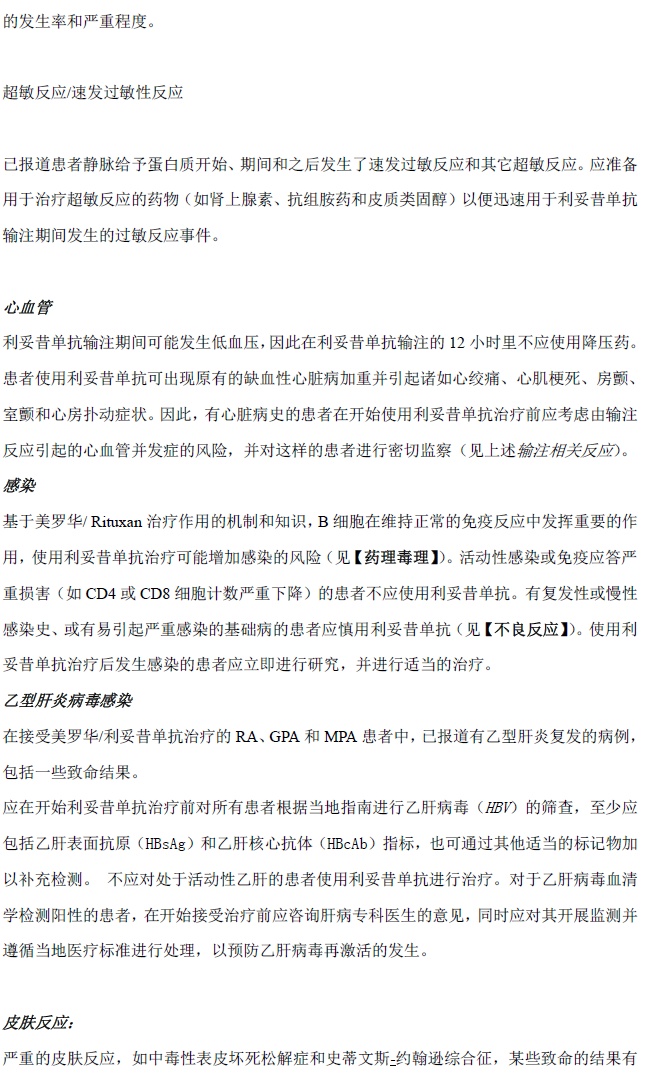 的发生率和严重程度。
超敏反应/速发过敏性反应
已报道患者静脉给予蛋白质开始、期间和之后发生了速发过敏反应和其它超敏反应。应准备
用于治疗超敏反应的药物（如肾上腺素、抗组胺药和皮质类固醇）以便迅速用于利妥昔单抗
输注期间发生的过敏反应事件。
心血管
利妥昔单抗输注期间可能发生低血压，因此在利妥昔单抗输注的 12 小时里不应使用降压药。
患者使用利妥昔单抗可出现原有的缺血性心脏病加重并引起诸如心绞痛、心肌梗死、房颤、
室颤和心房扑动症状。因此，有心脏病史的患者在开始使用利妥昔单抗治疗前应考虑由输注
反应引起的心血管并发症的风险，并对这样的患者进行密切监察（见上述输注相关反应）。
感染
基于美罗华/ Rituxan 治疗作用的机制和知识，B 细胞在维持正常的免疫反应中发挥重要的作
用，使用利妥昔单抗治疗可能增加感染的风险（见【药理毒理】）。活动性感染或免疫应答严
重损害（如 CD4 或 CD8 细胞计数严重下降）的患者不应使用利妥昔单抗。有复发性或慢性
感染史、或有易引起严重感染的基础病的患者应慎用利妥昔单抗（见【不良反应】）。使用利
妥昔单抗治疗后发生感染的患者应立即进行研究，并进行适当的治疗。
乙型肝炎病毒感染
在接受美罗华/利妥昔单抗治疗的 RA、GPA 和 MPA 患者中，已报道有乙型肝炎复发的病例，
包括一些致命结果。
应在开始利妥昔单抗治疗前对所有患者根据当地指南进行乙肝病毒（HBV）的筛查，至少应
包括乙肝表面抗原（HBsAg）和乙肝核心抗体（HBcAb）指标，也可通过其他适当的标记物加
以补充检测。 不应对处于活动性乙肝的患者使用利妥昔单抗进行治疗。对于乙肝病毒血清
学检测阳性的患者，在开始接受治疗前应咨询肝病专科医生的意见，同时应对其开展监测并
遵循当地医疗标准进行处理，以预防乙肝病毒再激活的发生。
皮肤反应：
严重的皮肤反应，如中毒性表皮坏死松解症和史蒂文斯-约翰逊综合征，某些致命的结果有